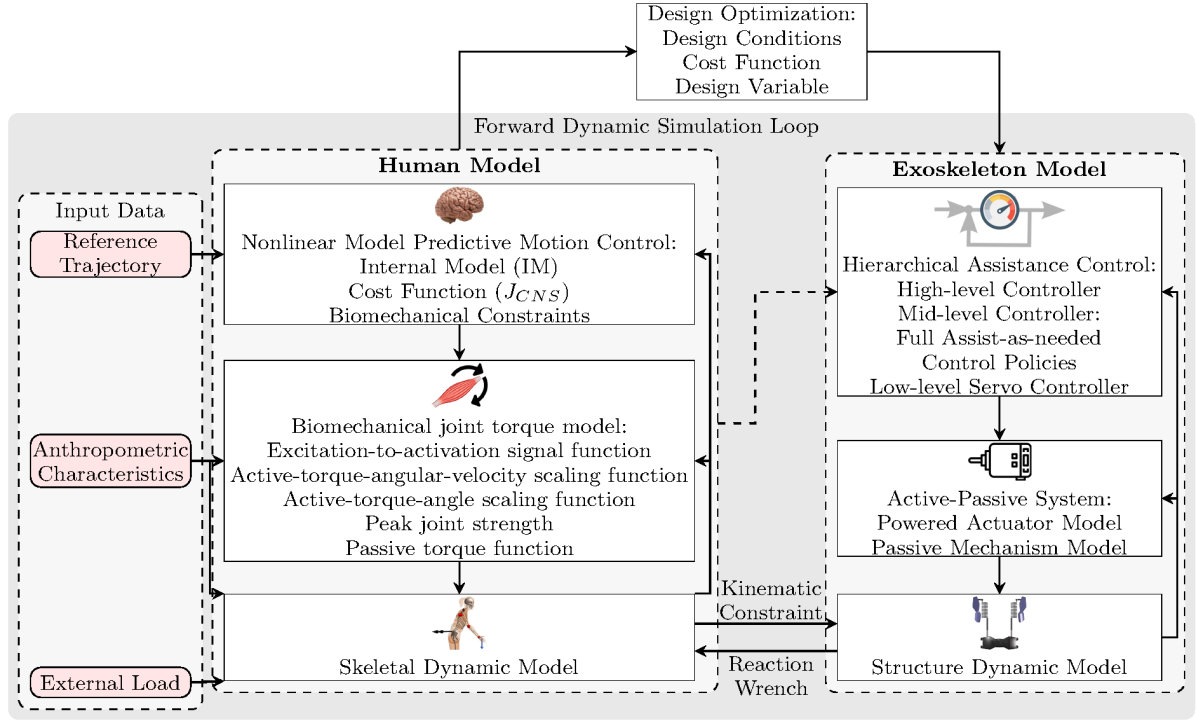 Design Optimization:
Design Conditions
Cost Function
Design Variable
Forward Dynamic Simulation Loop
Input Data
Reference
Trajectory
Anthropometric
Characteristics
External Load
Human Model
Nonlinear Model Predictive Motion Control:
Internal Model (IM)
Cost Function (J_{CNS})
Biomechanical Constraints
Biomechanical joint torque model:
Excitation-to-activation signal function
Active-torque-angular-velocity scaling function
Active-torque-angle scaling function
Peak joint strength
Passive torque function
Skeletal Dynamic Model
Kinematic
Constraint
Reaction
Wrench
Exoskeleton Model
Hierarchical Assistance Control:
High-level Controller
Mid-level Controller:
Full Assist-as-needed
Control Policies
Low-level Servo Controller
Active-Passive System:
Powered Actuator Model
Passive Mechanism Model
Structure Dynamic Model